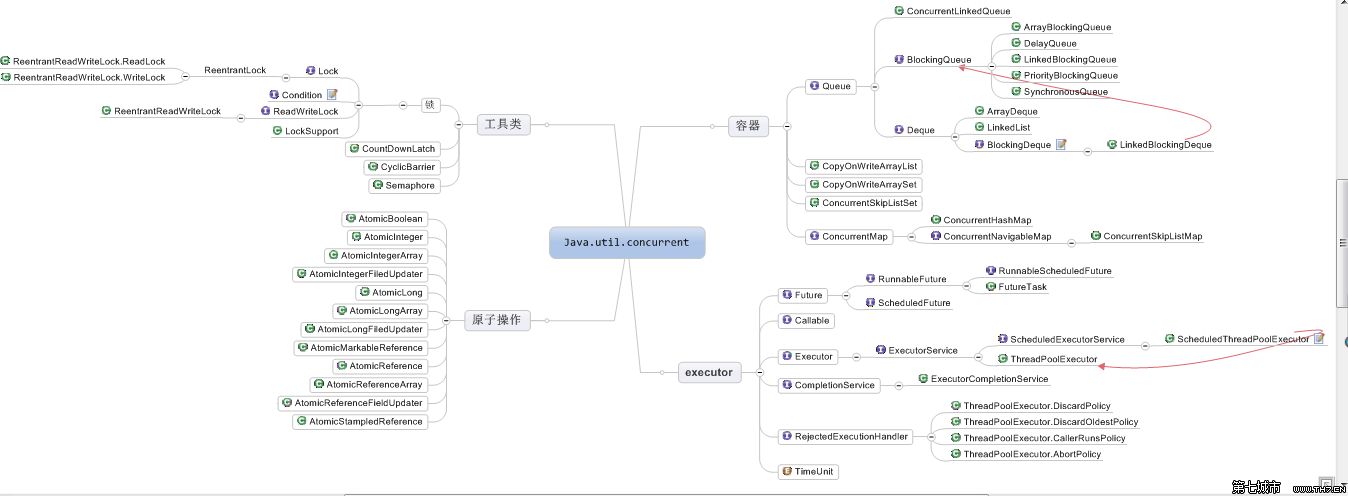 Java.util.concurrent
工具类
锁
Lock
ReentrantLock
ReentrantReadWriteLock.ReadLock
ReentrantReadWriteLock.WriteLock
Condition
ReadWriteLock
ReentrantReadWriteLock
LockSupport
CountDownLatch
CyclicBarrier
Semaphore
原子操作
AtomicBoolean
AtomicInteger
AtomicIntegerArray
AtomicIntegerFiledUpdater
AtomicLong
AtomicLongArray
AtomicLongFiledUpdater
AtomicMarkableReference
AtomicReference
AtomicReferenceArray
AtomicReferenceFieldUpdater
AtomicStampledReference
容器
Queue
ConcurrentLinkedQueue
BlockingQueue
ArrayBlockingQueue
DelayQueue
LinkedBlockingQueue
PriorityBlockingQueue
SynchronousQueue
Deque
ArrayDeque
LinkedList
BlockingDeque
LinkedBlockingDeque
CopyOnWriteArrayList
CopyOnWriteArraySet
ConcurrentSkipListSet
ConcurrentMap
ConcurrentHashMap
ConcurrentNavigableMap
ConcurrentSkipListMap
executor
Future
RunnableFuture
RunnableScheduledFuture
FutureTask
ScheduledFuture
Callable
Executor
ExecutorService
ScheduledExecutorService
ScheduledThreadPoolExecutor
ThreadPoolExecutor
CompletionService
ExecutorCompletionService
RejectedExecutionHandler
ThreadPoolExecutor.DiscardPolicy
ThreadPoolExecutor.DiscardOldestPolicy
ThreadPoolExecutor.CallerRunsPolicy
ThreadPoolExecutor.AbortPolicy
TimeUnit
第七城市 www.TH7.CN